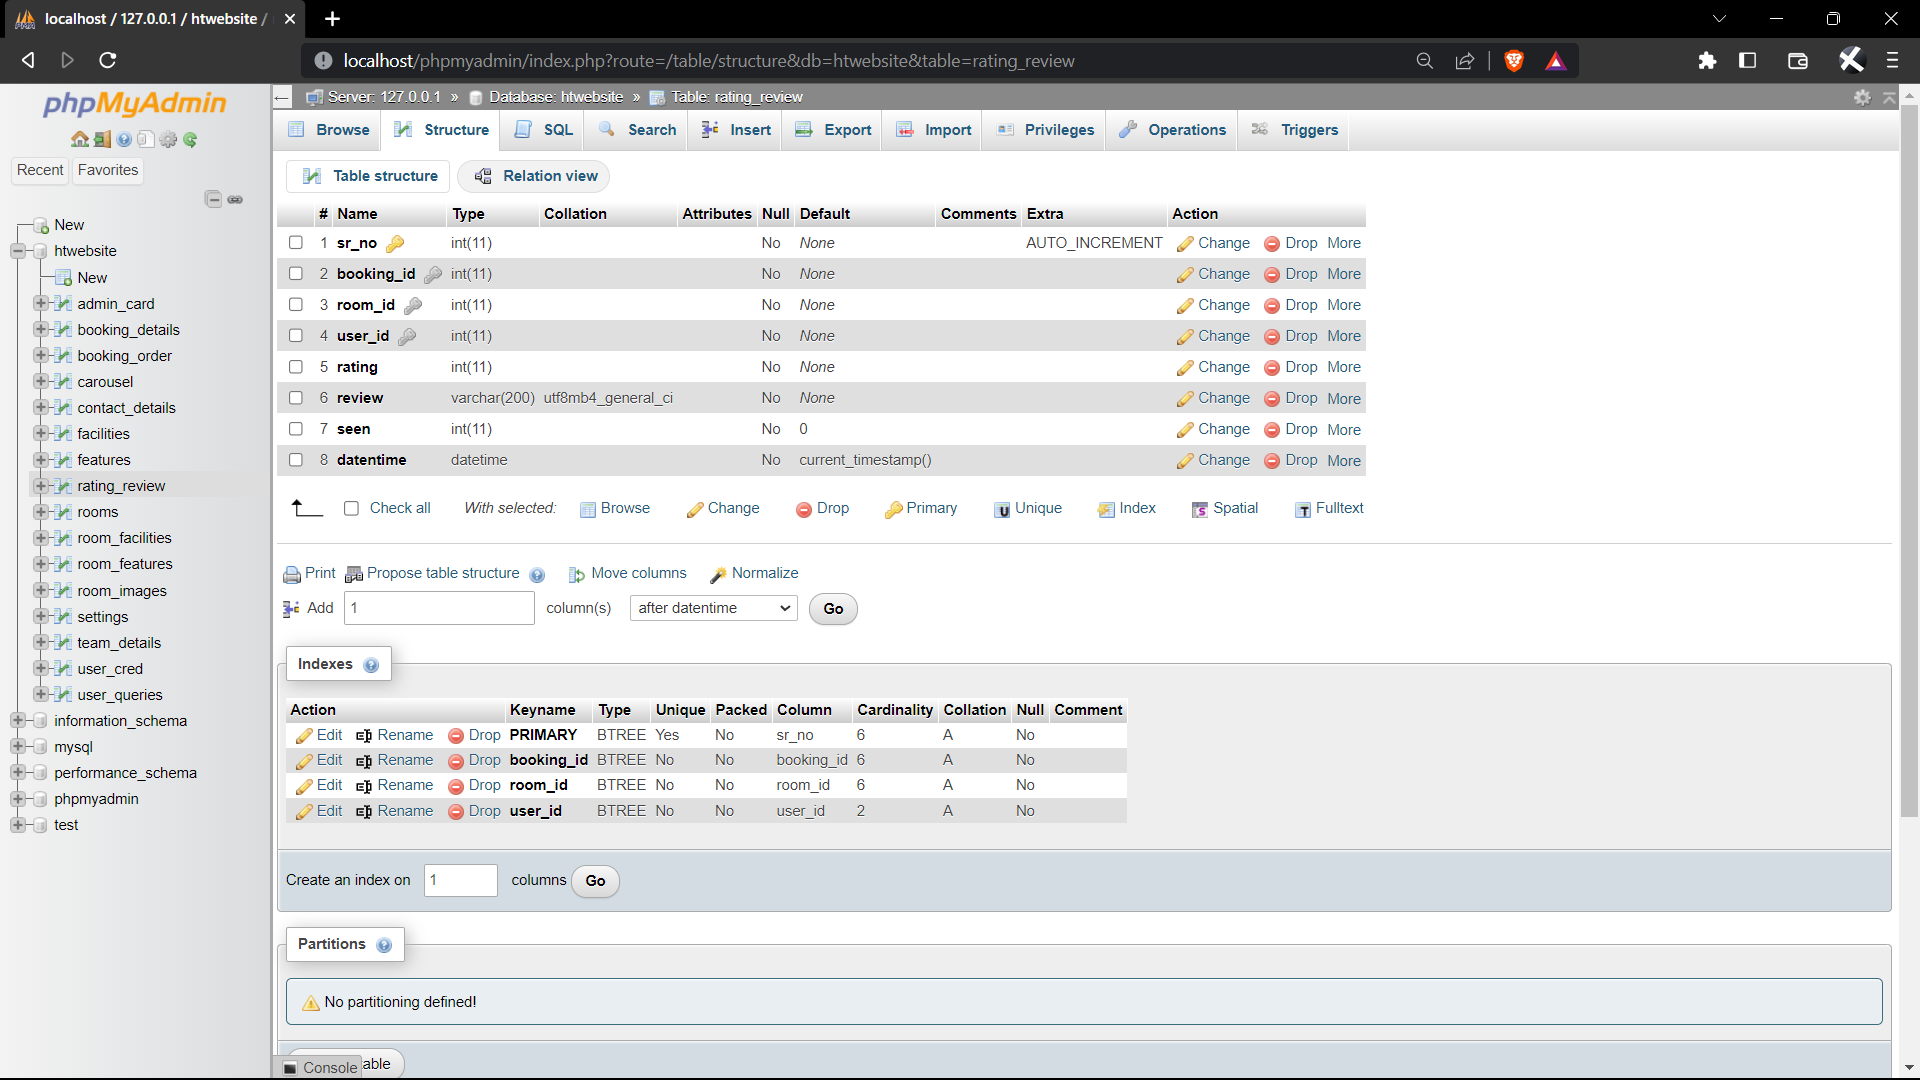 localhost / 127.0.0.1 / htwebsite /
localhost/phpmyadmin/index.php?route=/table/structure&db=htwebsite&table=rating_review
phpMyAdmin
Recent Favorites
New
htwebsite
New
admin_card
booking_details
booking_order
carousel
contact_details
facilities
features
rating_review
rooms
room_facilities
room_features
room_images
settings
team_details
user_cred
user_queries
information_schema
mysql
performance_schema
phpmyadmin
test
Server: 127.0.0.1 » Database: htwebsite » Table: rating_review
Browse Structure SQL Search Insert Export Import Privileges Operations Triggers
Table structure Relation view
# Name Type Collation Attributes Null Default Comments Extra Action
1 sr_no int(11) No None AUTO_INCREMENT Change Drop More
2 booking_id int(11) No None Change Drop More
3 room_id int(11) No None Change Drop More
4 user_id int(11) No None Change Drop More
5 rating int(11) No None Change Drop More
6 review varchar(200) utf8mb4_general_ci No None Change Drop More
7 seen int(11) No 0 Change Drop More
8 datentime datetime No current_timestamp() Change Drop More
Check all With selected: Browse Change Drop Primary Unique Index Spatial Fulltext
Print Propose table structure Move columns Normalize
Add 1 column(s) after datentime Go
Indexes
Action Keyname Type Unique Packed Column Cardinality Collation Null Comment
Edit Rename Drop PRIMARY BTREE Yes No sr_no 6 A No
Edit Rename Drop booking_id BTREE No No booking_id 6 A No
Edit Rename Drop room_id BTREE No No room_id 6 A No
Edit Rename Drop user_id BTREE No No user_id 2 A No
Create an index on 1 columns Go
Partitions
No partitioning defined!
Console able